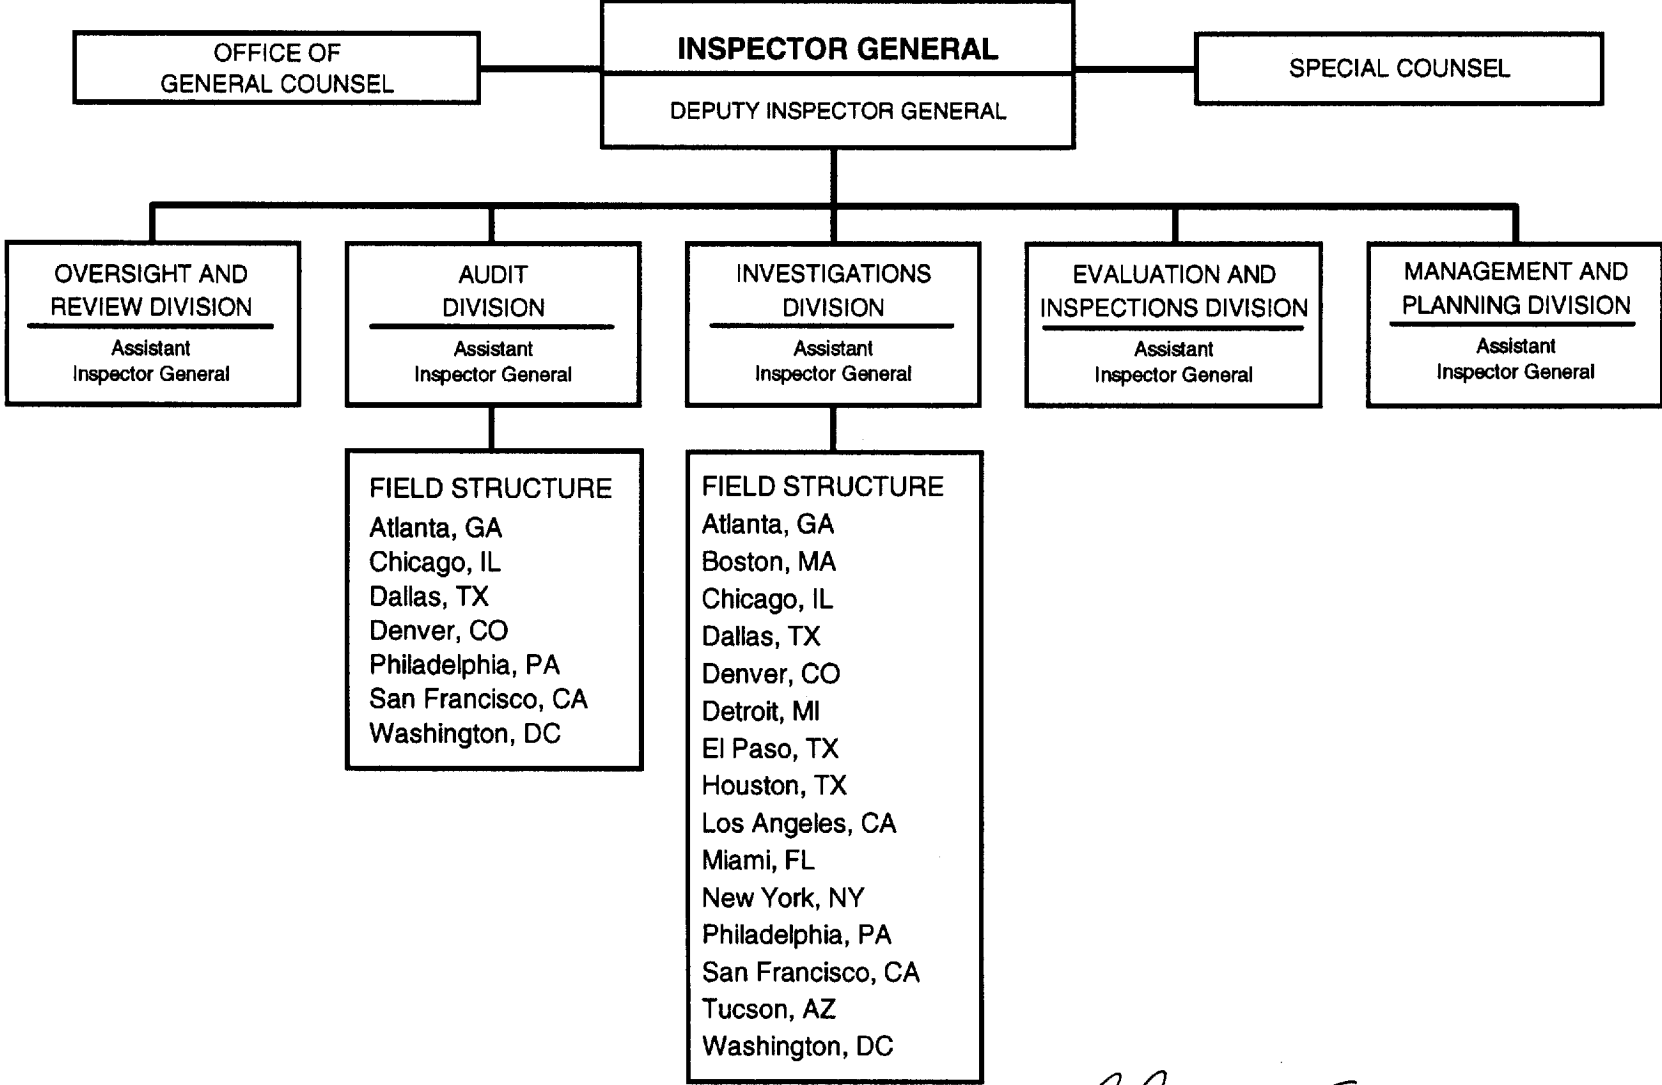 OFFICE OF
GENERAL COUNSEL
INSPECTOR GENERAL
DEPUTY INSPECTOR GENERAL
SPECIAL COUNSEL
OVERSIGHT AND
REVIEW DIVISION
Assistant
Inspector General
AUDIT
DIVISION
Assistant
Inspector General
INVESTIGATIONS
DIVISION
Assistant
Inspector General
EVALUATION AND
INSPECTIONS DIVISION
Assistant
Inspector General
MANAGEMENT AND
PLANNING DIVISION
Assistant
Inspector General
FIELD STRUCTURE
Atlanta, GA
Chicago, IL
Dallas, TX
Denver, CO
Philadelphia, PA
San Francisco, CA
Washington, DC
FIELD STRUCTURE
Atlanta, GA
Boston, MA
Chicago, IL
Dallas, TX
Denver, CO
Detroit, MI
El Paso, TX
Houston, TX
Los Angeles, CA
Miami, FL
New York, NY
Philadelphia, PA
San Francisco, CA
Tucson, AZ
Washington, DC